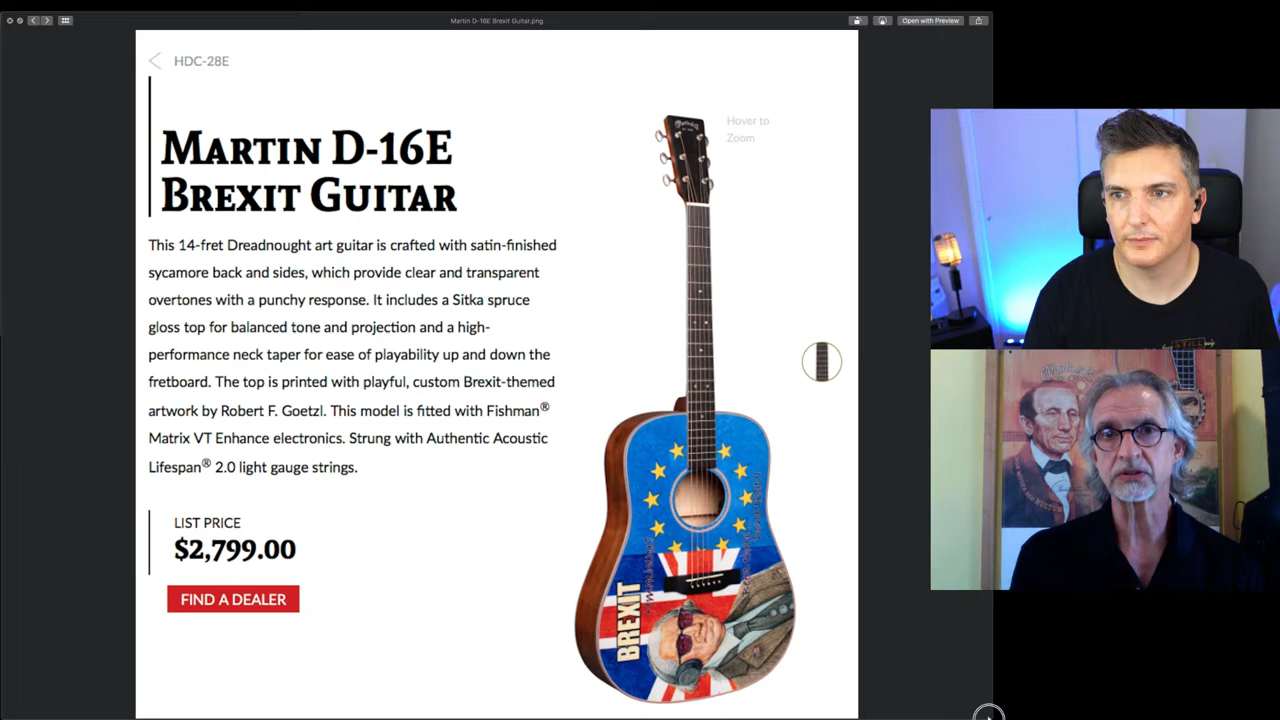 Martin D-16E Brexit Guitar.png
Open with Preview
HDC-28E
Martin D-16E
Brexit Guitar
Hover to
Zoom
This 14-fret Dreadnought art guitar is crafted with satin-finished
sycamore back and sides, which provide clear and transparent
overtones with a punchy response. It includes a Sitka spruce
gloss top for balanced tone and projection and a high-
performance neck taper for ease of playability up and down the
fretboard. The top is printed with playful, custom Brexit-themed
artwork by Robert F. Goetzl. This model is fitted with Fishman®
Matrix VT Enhance electronics. Strung with Authentic Acoustic
Lifespan® 2.0 light gauge strings.
LIST PRICE
$2,799.00
FIND A DEALER
BREXIT
STILL